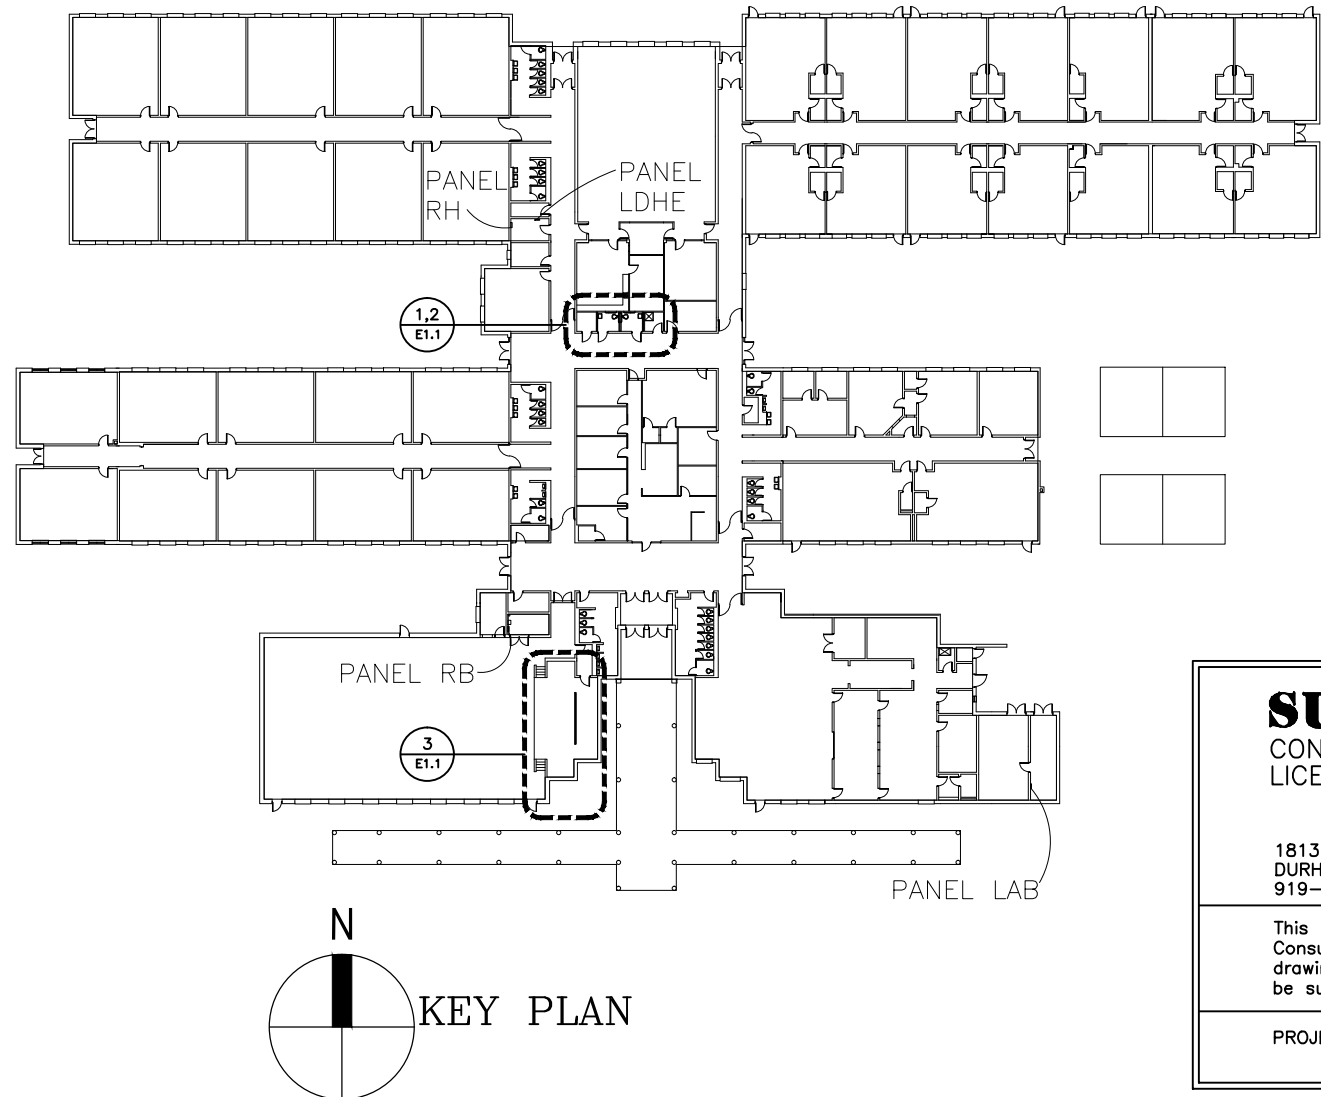 PANEL
RH
PANEL
LDHE
1,2
E1.1
PANEL RB
3
E1.1
PANEL LAB
N
KEY PLAN
SU
CON
LICE
1813
DURH
919-
This
Consu
drawi
be su
PROJ